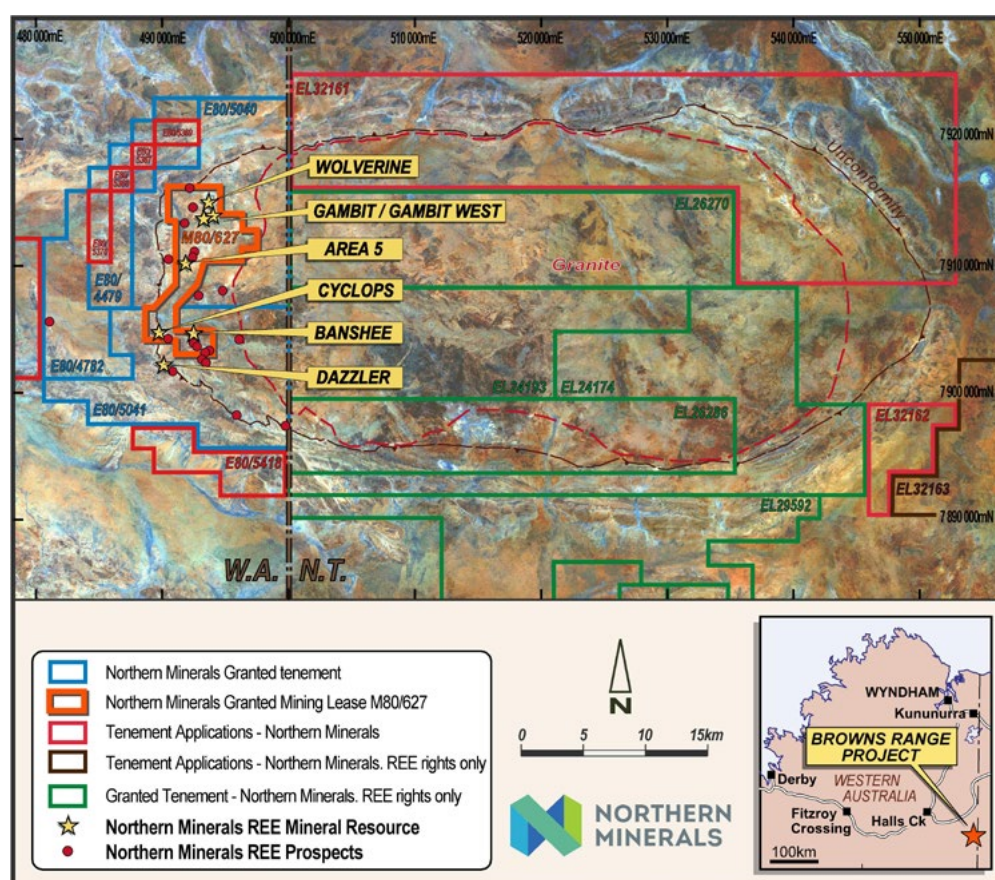 480 000mE
490 000mE
500 000mE
510 000mE
520 000mE
530 000mE
540 000mE
550 000mE
EL32161
E80/5040
7 920 000mN
Unconformity
WOLVERINE
GAMBIT / GAMBIT WEST
EL26270
M80/627
AREA 5
Granite
7 910 000mN
E80/
4479
CYCLOPS
BANSHEE
E80/4782
DAZZLER
EL24193
EL24174
7 900 000mN
E80/5041
EL26286
EL32162
E80/5418
EL32163
EL29592
7 890 000mN
W.A.
N.T.
Northern Minerals Granted tenement
Northern Minerals Granted Mining Lease M80/627
Tenement Applications - Northern Minerals
Tenement Applications - Northern Minerals. REE rights only
Granted Tenement - Northern Minerals. REE rights only
Northern Minerals REE Mineral Resource
Northern Minerals REE Prospects
N
0 5 10 15km
NORTHERN
MINERALS
WYNDHAM
Kununurra
BROWNS RANGE
PROJECT
Derby
WESTERN
AUSTRALIA
Fitzroy
Crossing
Halls Ck
100km